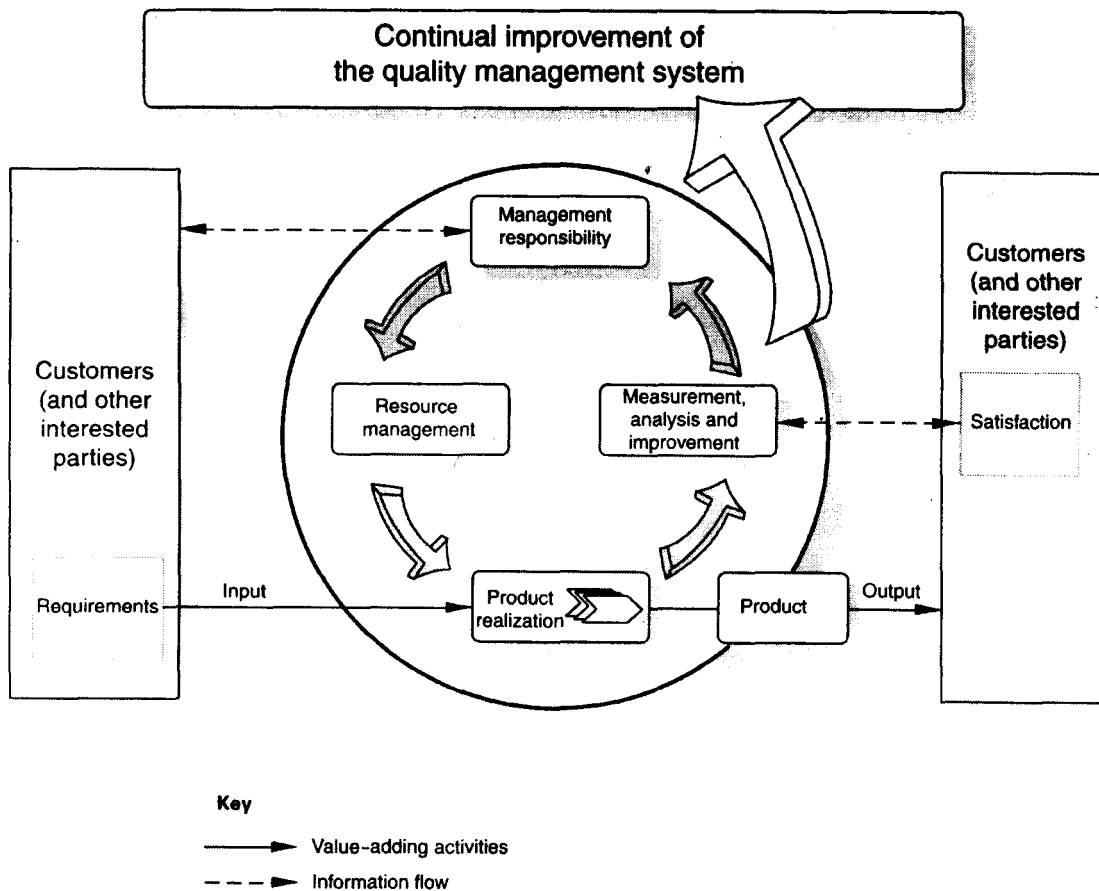 Continual improvement of
the quality management system
Management
responsibility
Customers
(and other
interested
parties)
Customers
(and other
interested
parties)
Resource
management
Measurement,
analysis and
improvement
Satisfaction
Requirements
Input
Product
realization
Product
Output
Key
Value-adding activities
Information flow